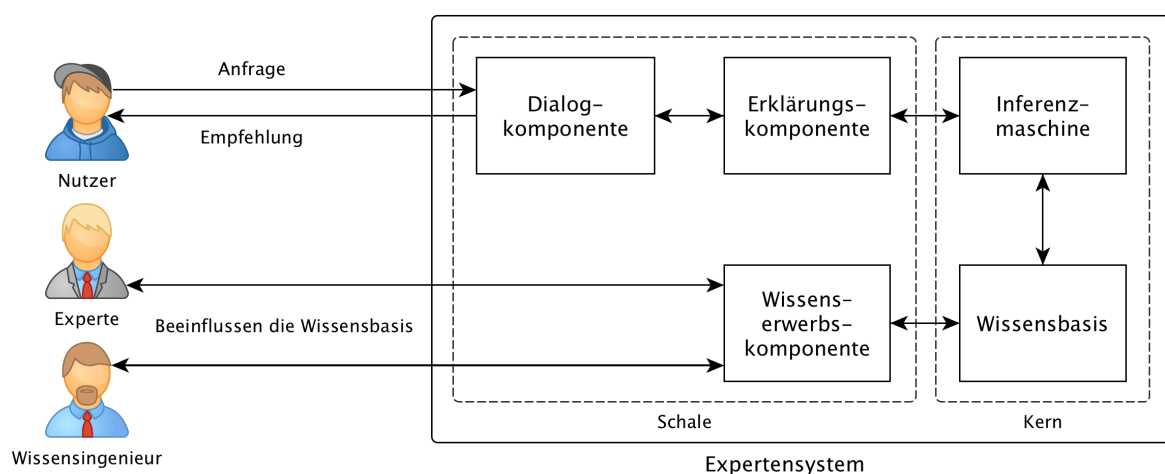 Anfrage
Empfehlung
Nutzer
Dialog-
komponente
Erklärungs-
komponente
Inferenz-
maschine
Experte
Beeinflussen die Wissensbasis
Wissens-
erwerbs-
komponente
Wissensbasis
Wissensingenieur
Schale
Kern
Expertensystem